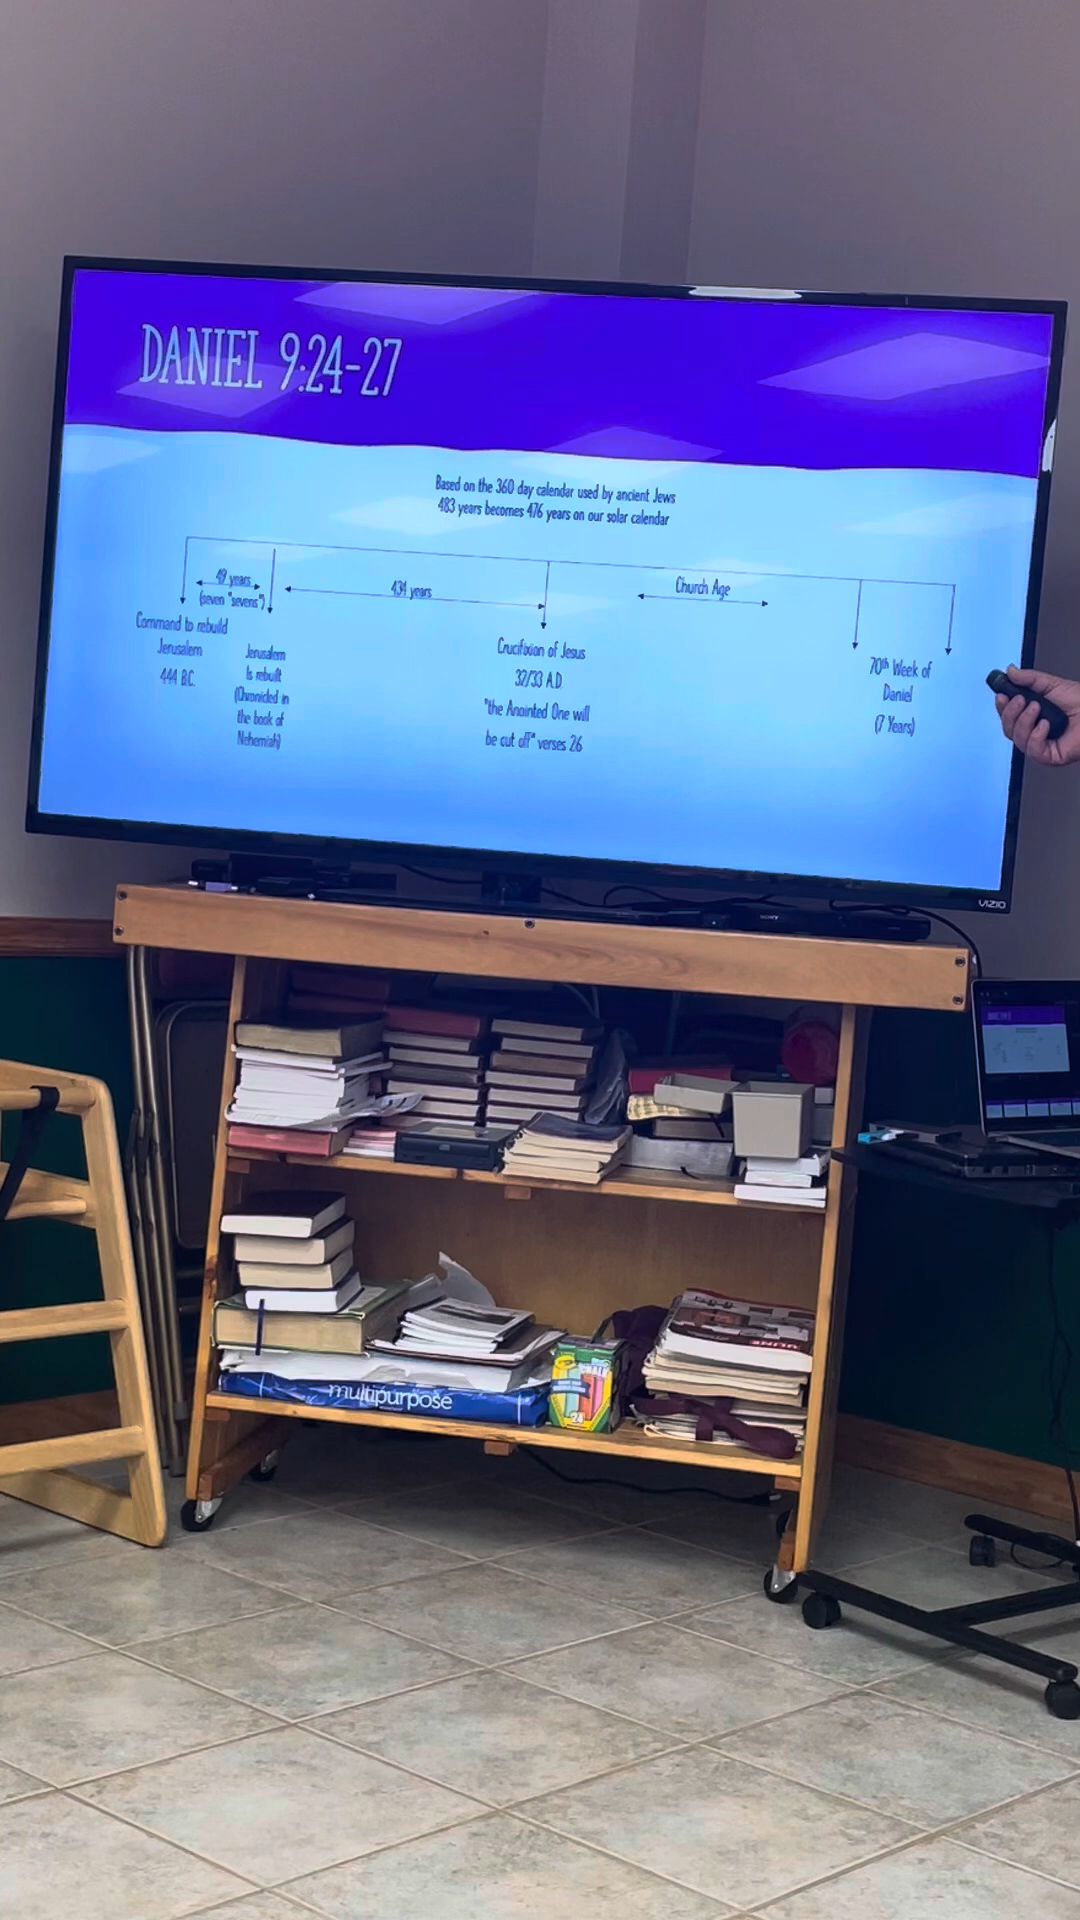 DANIEL 9:24-27
Based on the 360 day calendar used by ancient Jews
483 years becomes 476 years on our solar calendar
49 years
(seven "sevens")
434 years
Church Age
Command to rebuild
Jerusalem
444 B.C.
Jerusalem
Is rebuilt
(Chronicled in
the book of
Nehemiah)
Crucifixion of Jesus
32/33 A.D.
"the Anointed One will
be cut off" verses 26
70th Week of
Daniel
(7 Years)
VIZIO
SONY
ULINE
multipurpose
24